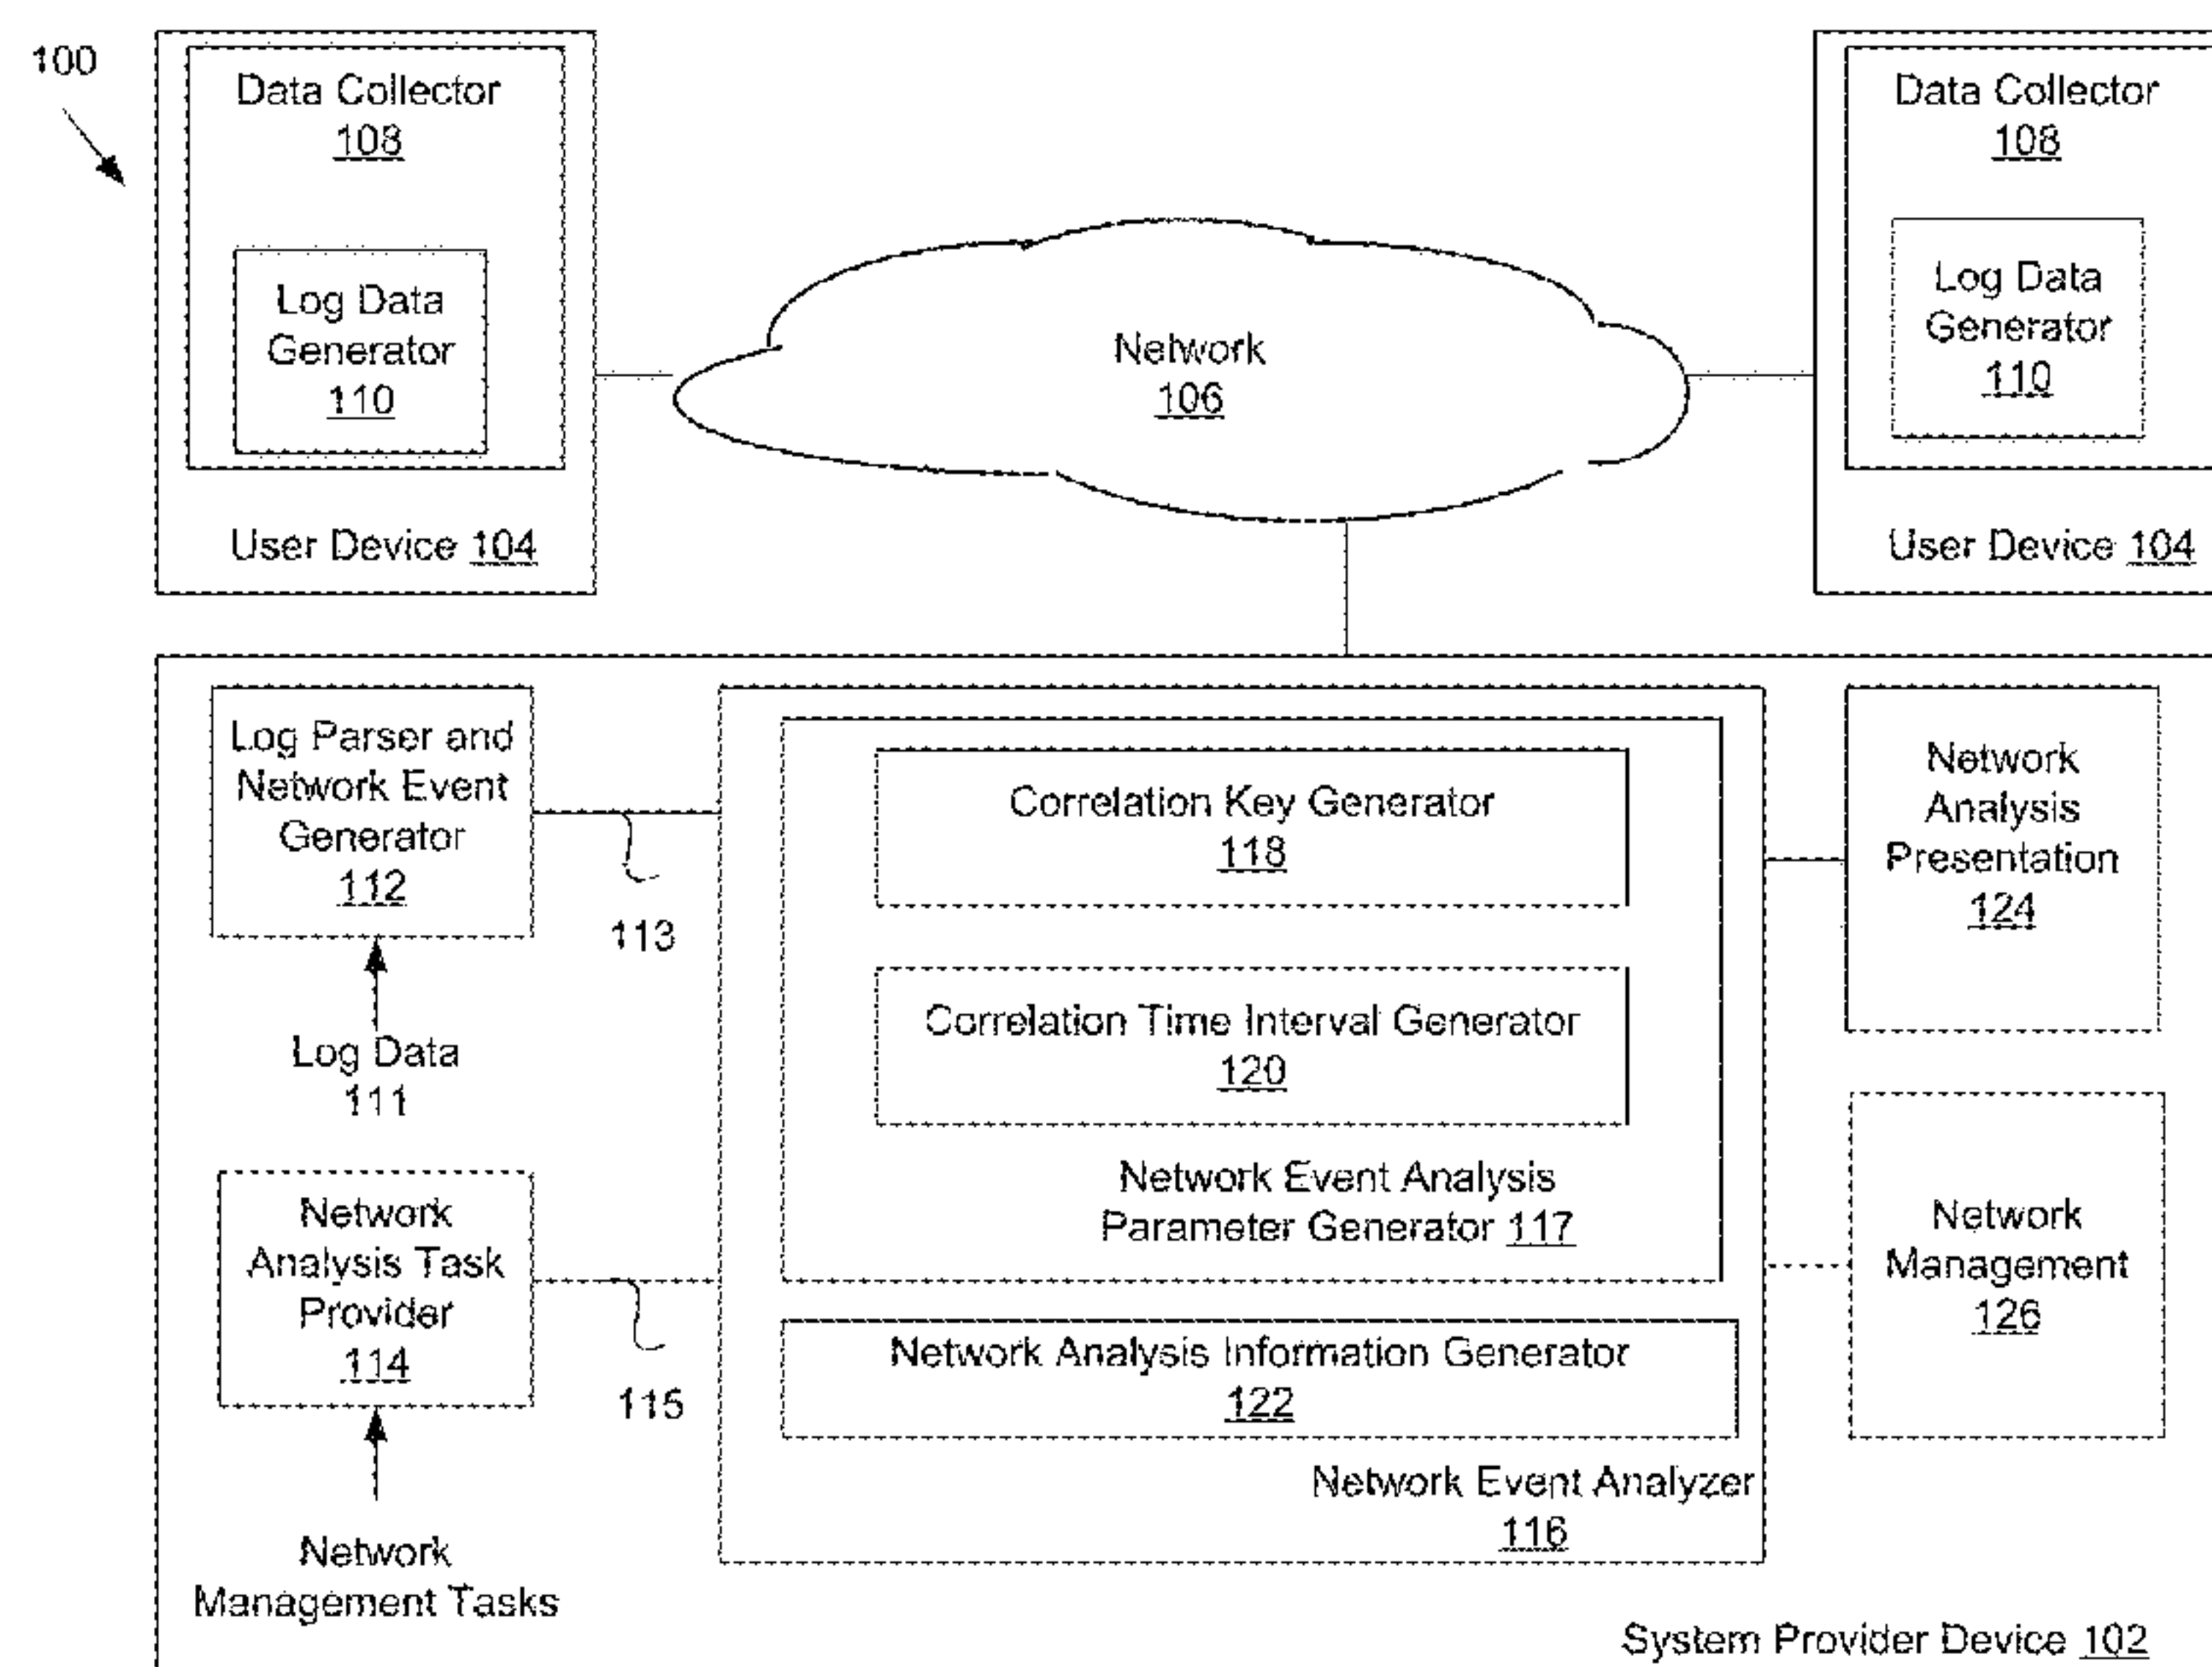 100
Data Collector
108
Log Data
Generator
110
User Device 104
Network
106
Data Collector
108
Log Data
Generator
110
User Device 104
Log Parser and
Network Event
Generator
112
113
Log Data
111
Network
Analysis Task
Provider
114
115
Network
Management Tasks
Correlation Key Generator
118
Correlation Time Interval Generator
120
Network Event Analysis
Parameter Generator 117
Network Analysis Information Generator
122
Network Event Analyzer
116
Network
Analysis
Presentation
124
Network
Management
126
System Provider Device 102